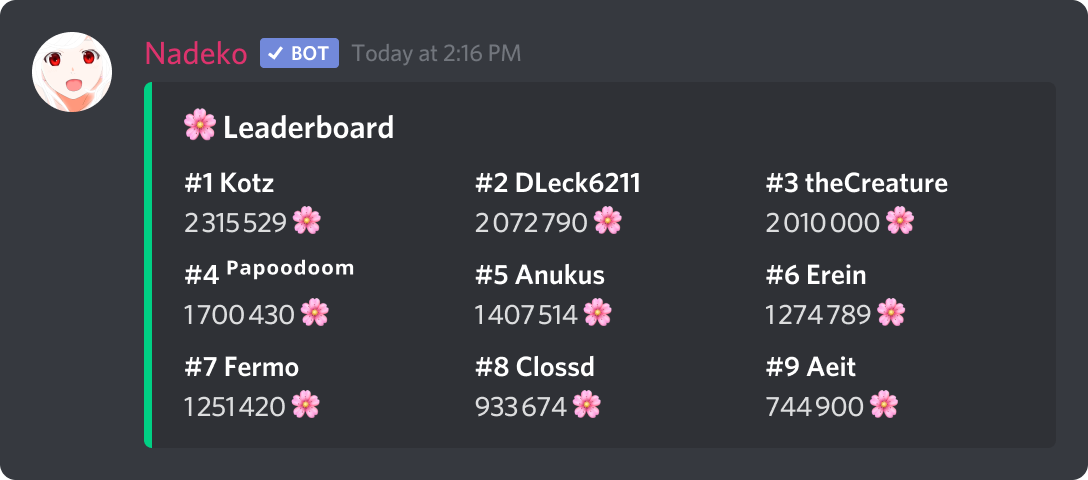 Nadeko ✓ BOT Today at 2:16 PM
🌸 Leaderboard
#1 Kotz #2 DLeck6211 #3 theCreature
2 315 529 🌸 2 072 790 🌸 2 010 000 🌸
#4 ᴾᵃᵖᵒᵒᵈᵒᵒᵐ #5 Anukus #6 Erein
1 700 430 🌸 1 407 514 🌸 1 274 789 🌸
#7 Fermo #8 Clossd #9 Aeit
1 251 420 🌸 933 674 🌸 744 900 🌸